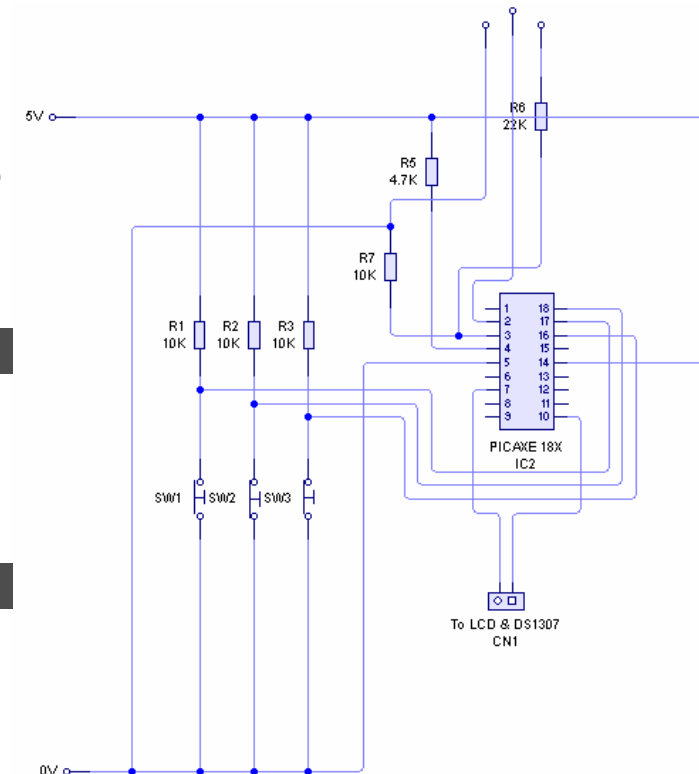 R6
22K
5V
R5
4.7K
R7
10K
R1
10K
R2
10K
R3
10K
1 18
2 17
3 16
4 15
5 14
6 13
7 12
8 11
9 10
PICAXE 18X
IC2
SW1
SW2
SW3
To LCD & DS1307
CN1
0V